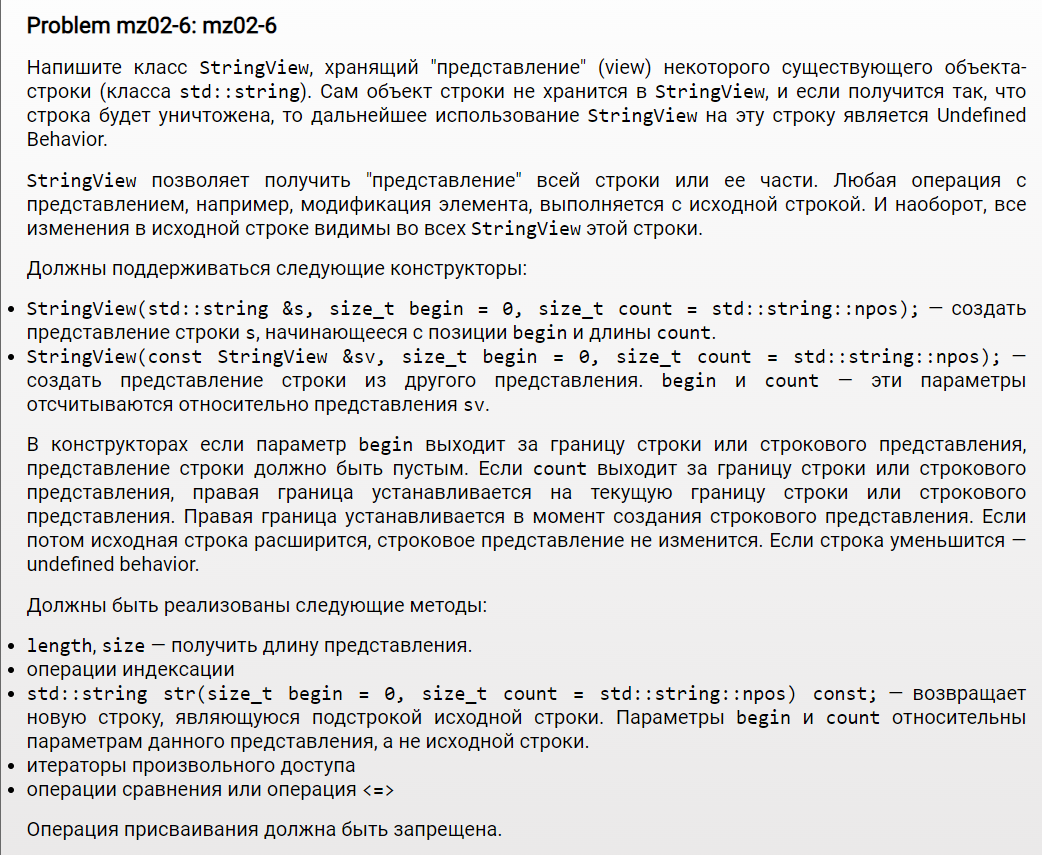 Problem mz02-6: mz02-6
Напишите класс StringView, хранящий "представление" (view) некоторого существующего объекта-
строки (класса std::string). Сам объект строки не хранится в StringView, и если получится так, что
строка будет уничтожена, то дальнейшее использование StringView на эту строку является Undefined
Behavior.
StringView позволяет получить "представление" всей строки или ее части. Любая операция с
представлением, например, модификация элемента, выполняется с исходной строкой. И наоборот, все
изменения в исходной строке видимы во всех StringView этой строки.
Должны поддерживаться следующие конструкторы:
• StringView(std::string &s, size_t begin = 0, size_t count = std::string::npos); — создать
представление строки s, начинающееся с позиции begin и длины count.
• StringView(const StringView &sv, size_t begin = 0, size_t count = std::string::npos); —
создать представление строки из другого представления. begin и count — эти параметры
отсчитываются относительно представления sv.
В конструкторах если параметр begin выходит за границу строки или строкового представления,
представление строки должно быть пустым. Если count выходит за границу строки или строкового
представления, правая граница устанавливается на текущую границу строки или строкового
представления. Правая граница устанавливается в момент создания строкового представления. Если
потом исходная строка расширится, строковое представление не изменится. Если строка уменьшится —
undefined behavior.
Должны быть реализованы следующие методы:
• length, size — получить длину представления.
• операции индексации
• std::string str(size_t begin = 0, size_t count = std::string::npos) const; — возвращает
новую строку, являющуюся подстрокой исходной строки. Параметры begin и count относительны
параметрам данного представления, а не исходной строки.
• итераторы произвольного доступа
• операции сравнения или операция <=>
Операция присваивания должна быть запрещена.